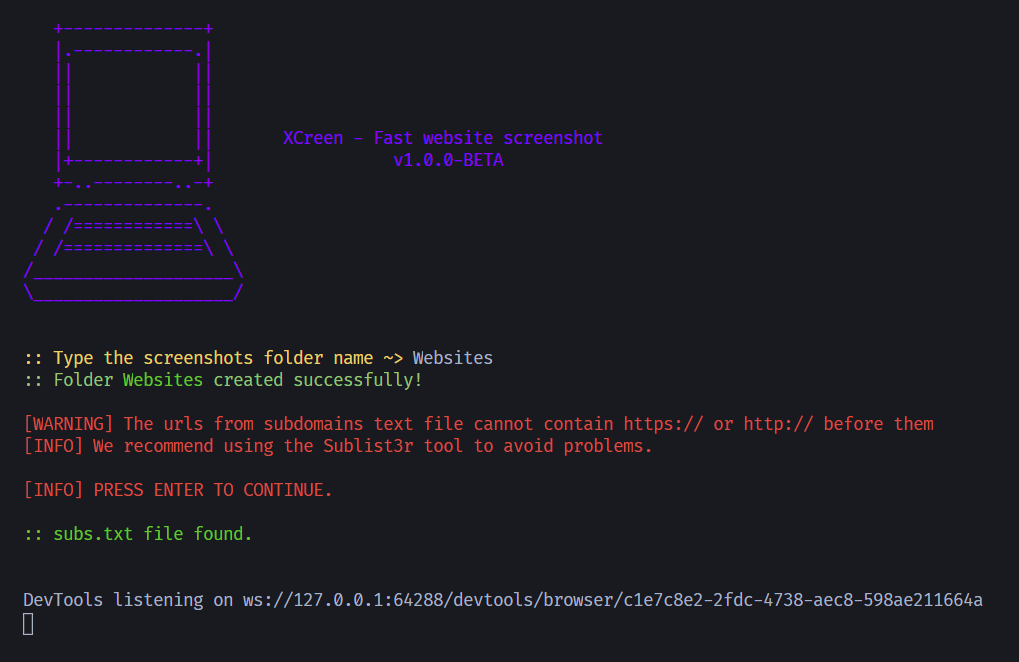 XCreen - Fast website screenshot
v1.0.0-BETA
:: Type the screenshots folder name ~> Websites
:: Folder Websites created successfully!
[WARNING] The urls from subdomains text file cannot contain https:// or http:// before them
[INFO] We recommend using the Sublist3r tool to avoid problems.
[INFO] PRESS ENTER TO CONTINUE.
:: subs.txt file found.
DevTools listening on ws://127.0.0.1:64288/devtools/browser/c1e7c8e2-2fdc-4738-aec8-598ae211664a